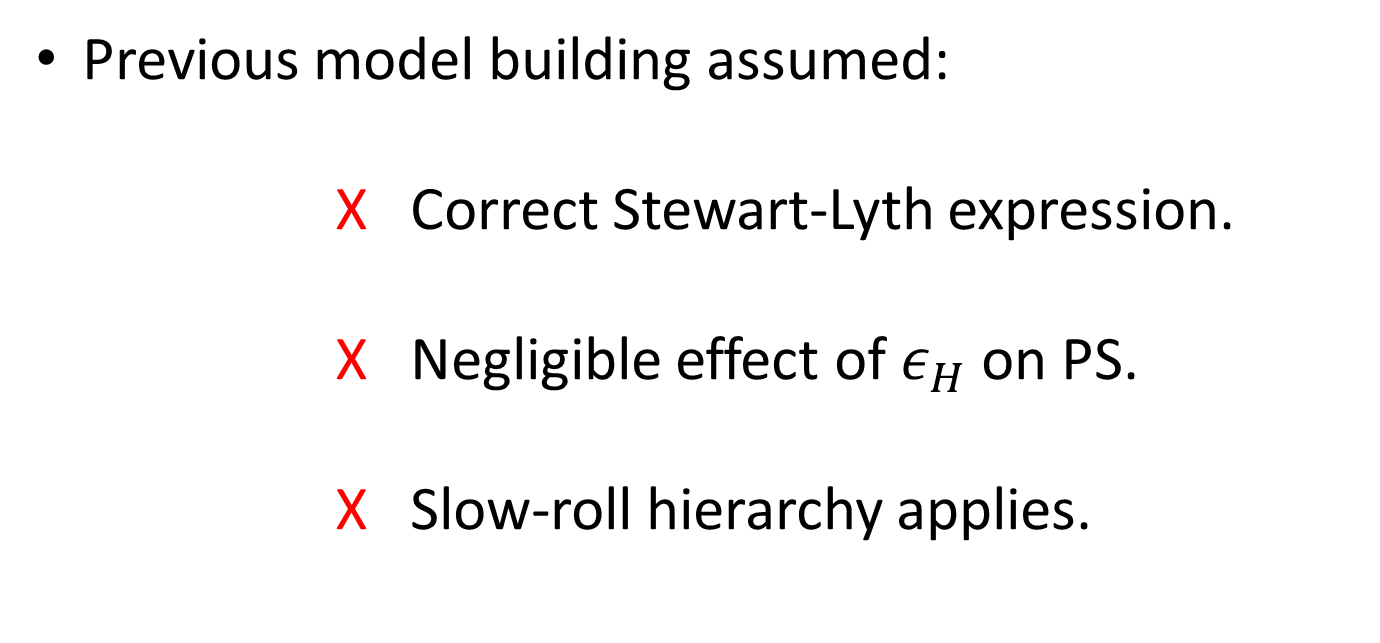 • Previous model building assumed:
X Correct Stewart-Lyth expression.
X Negligible effect of ϵ_H on PS.
X Slow-roll hierarchy applies.